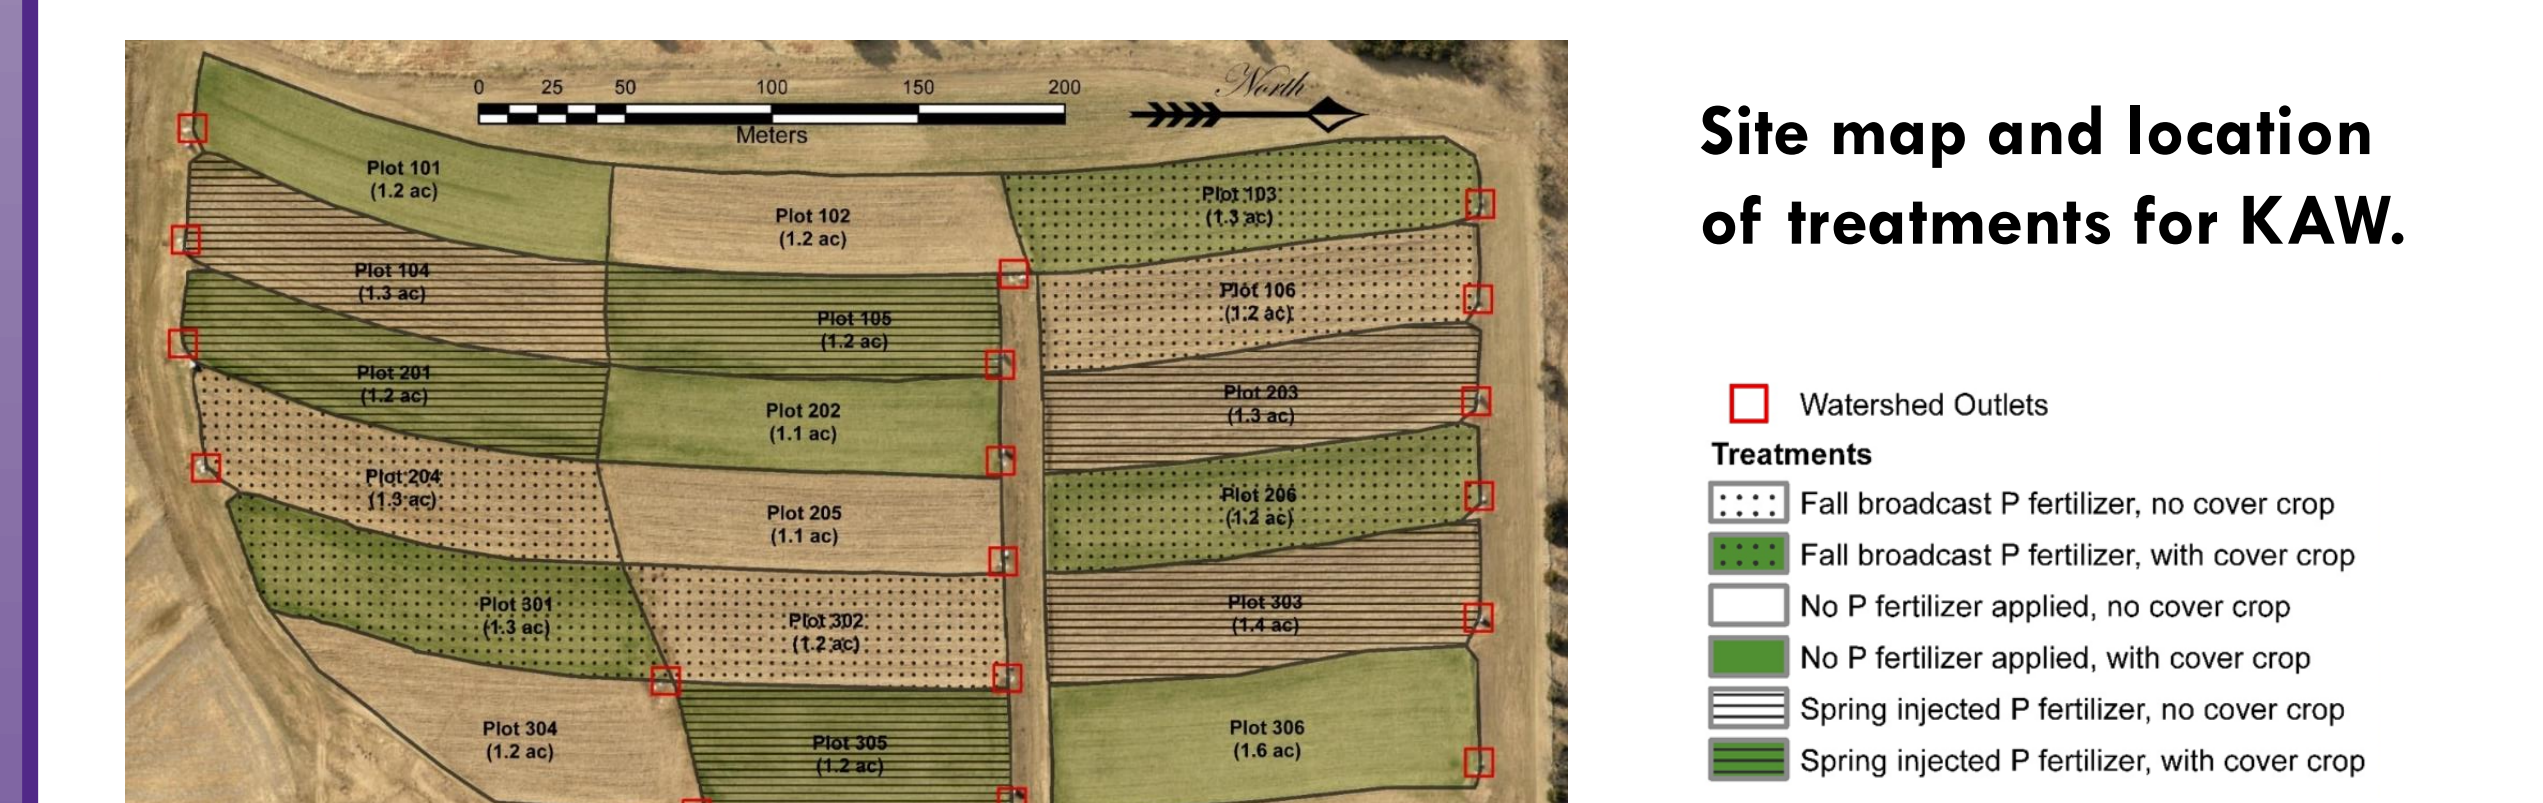 0 25 50 100 150 200
Meters
North
Plot 101
(1.2 ac)
Plot 102
(1.2 ac)
Plot 103
(1.3 ac)
Plot 104
(1.3 ac)
Plot 105
(1.2 ac)
Plot 106
(1.2 ac)
Plot 201
(1.2 ac)
Plot 202
(1.1 ac)
Plot 203
(1.3 ac)
Plot 204
(1.3 ac)
Plot 205
(1.1 ac)
Plot 206
(1.2 ac)
Plot 301
(1.3 ac)
Plot 302
(1.2 ac)
Plot 303
(1.4 ac)
Plot 304
(1.2 ac)
Plot 305
(1.2 ac)
Plot 306
(1.6 ac)
Site map and location
of treatments for KAW.
Watershed Outlets
Treatments
Fall broadcast P fertilizer, no cover crop
Fall broadcast P fertilizer, with cover crop
No P fertilizer applied, no cover crop
No P fertilizer applied, with cover crop
Spring injected P fertilizer, no cover crop
Spring injected P fertilizer, with cover crop